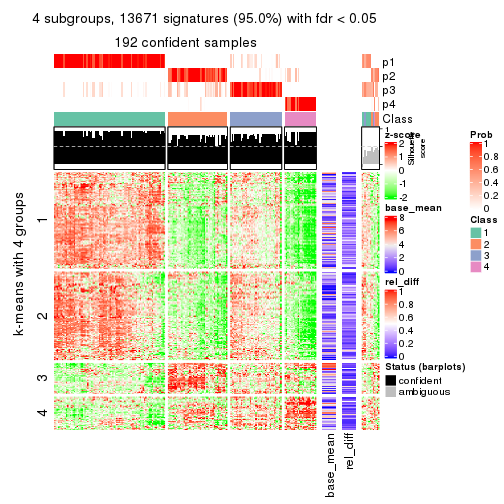 4 subgroups, 13671 signatures (95.0%) with fdr < 0.05
192 confident samples
p1
p2
p3
p4
Class
1
Silhouette
score
k-means with 4 groups
1
2
3
4
base_mean
rel_diff
z-score
2
1
0
-1
-2
base_mean
8
6
4
2
0
rel_diff
1
0.8
0.6
0.4
0.2
0
Status (barplots)
confident
ambiguous
Prob
1
0.8
0.6
0.4
0.2
0
Class
1
2
3
4